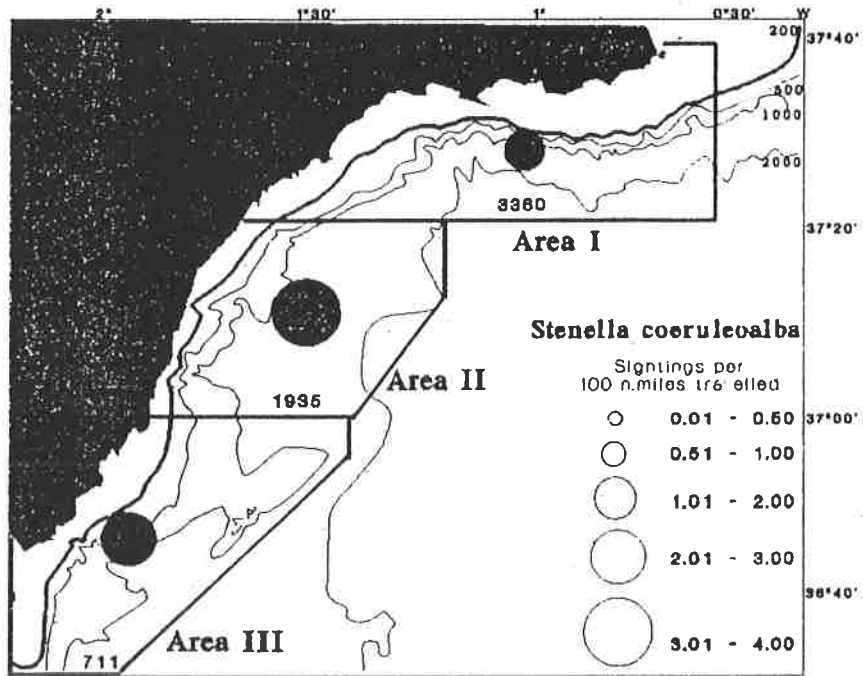 2° 1°30' 1° 0°30' W
200
37°40'
500
1000
2000
3360
37°20'
Area I
Stenella coeruleoalba
Sightings per
100 n.miles
0.01 - 0.50
Area II
1935
37°00'
0.51 - 1.00
1.01 - 2.00
2.01 - 3.00
36°40'
Area III
3.01 - 4.00
711